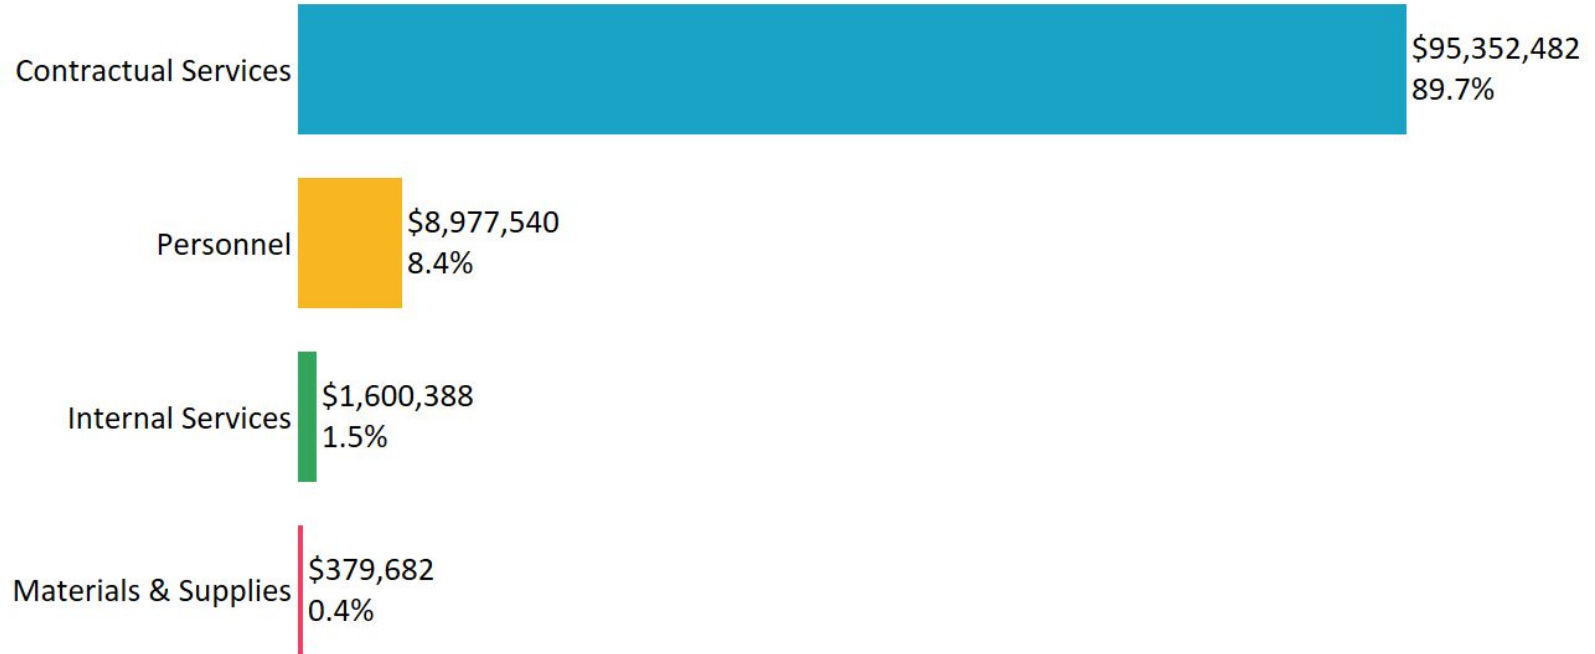 Contractual Services
$95,352,482
89.7%
Personnel
$8,977,540
8.4%
Internal Services
$1,600,388
1.5%
Materials & Supplies
$379,682
0.4%